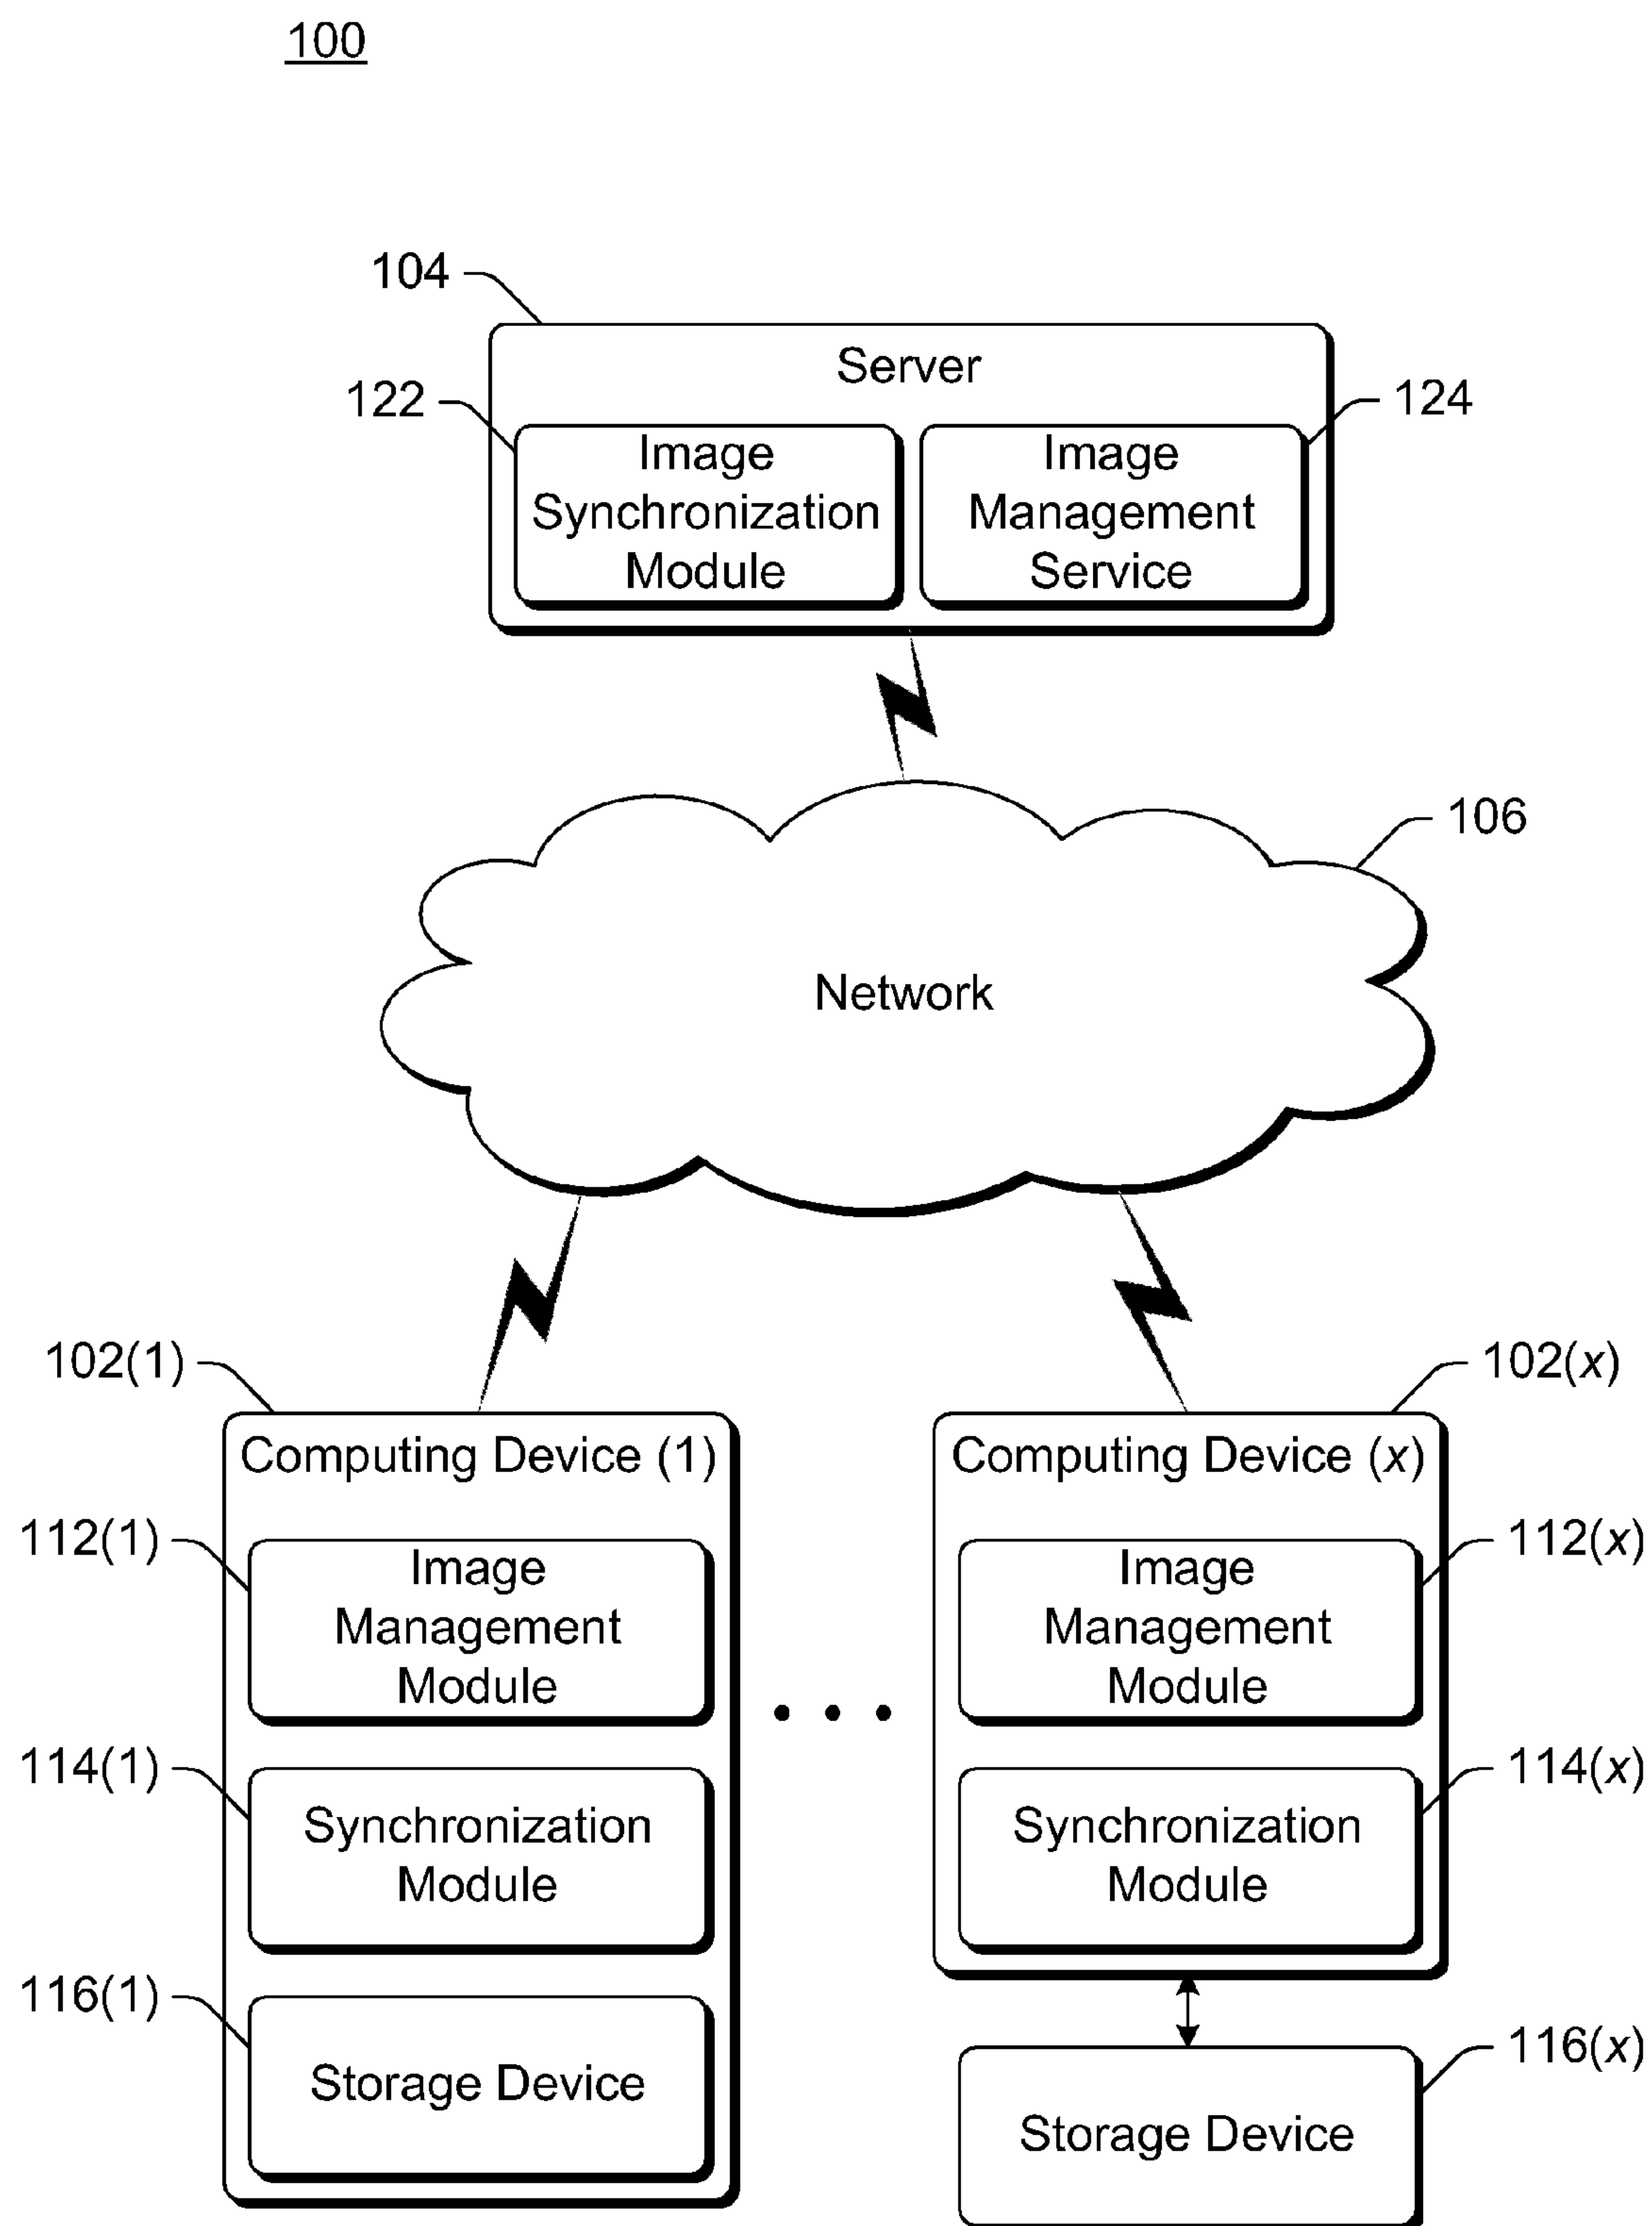 100
104
Server
122
124
Image
Synchronization
Module
Image
Management
Service
106
Network
102(1)
102(x)
Computing Device (1)
Computing Device (x)
112(1)
Image
Management
Module
112(x)
Image
Management
Module
114(1)
Synchronization
Module
114(x)
Synchronization
Module
116(1)
Storage Device
116(x)
Storage Device